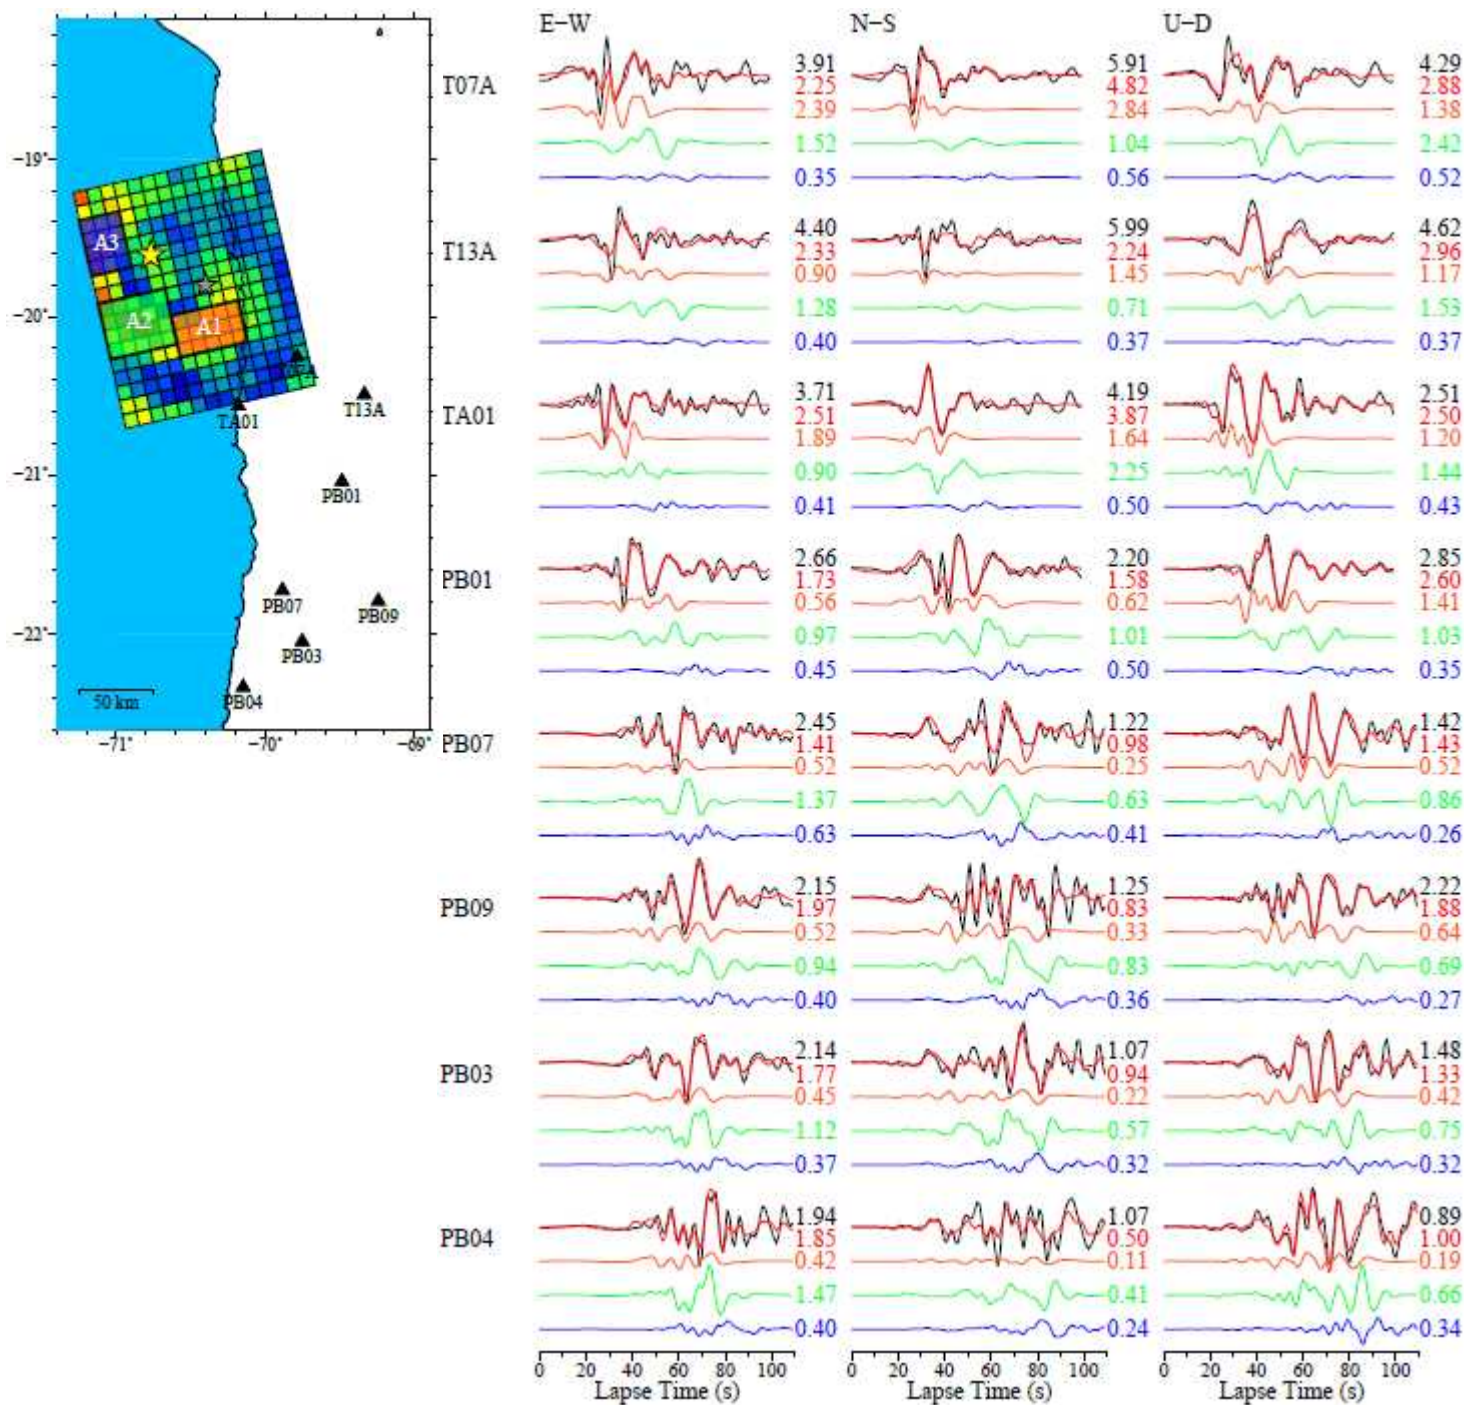 E−W N−S U−D
T07A
3.91 5.91 4.29
2.25 4.82 2.88
2.39 2.84 1.38
1.52 1.04 2.42
0.35 0.56 0.52
−19°
A3
T13A
4.40 5.99 4.62
2.33 2.24 2.96
0.90 1.45 1.17
1.28 0.71 1.53
0.40 0.37 0.37
−20°
A2 A1
T13A
TA01
TA01
3.71 4.19 2.51
2.51 3.87 2.50
1.89 1.64 1.20
0.90 2.25 1.44
0.41 0.50 0.43
−21°
PB01
PB01
2.66 2.20 2.85
1.73 1.58 2.60
0.56 0.62 1.41
0.97 1.01 1.03
0.45 0.50 0.35
PB07
PB09
−22°
PB03
50 km
PB04
−71° −70° −69°
PB07
2.45 1.22 1.42
1.41 0.98 1.43
0.52 0.25 0.52
1.37 0.63 0.86
0.63 0.41 0.26
PB09
2.15 1.25 2.22
1.97 0.83 1.88
0.52 0.33 0.64
0.94 0.83 0.69
0.40 0.36 0.27
PB03
2.14 1.07 1.48
1.77 0.94 1.33
0.45 0.22 0.42
1.12 0.57 0.75
0.37 0.32 0.32
PB04
1.94 1.07 0.89
1.85 0.50 1.00
0.42 0.11 0.19
1.47 0.41 0.66
0.40 0.24 0.34
0 20 40 60 80 100 0 20 40 60 80 100 0 20 40 60 80 100
Lapse Time (s) Lapse Time (s) Lapse Time (s)